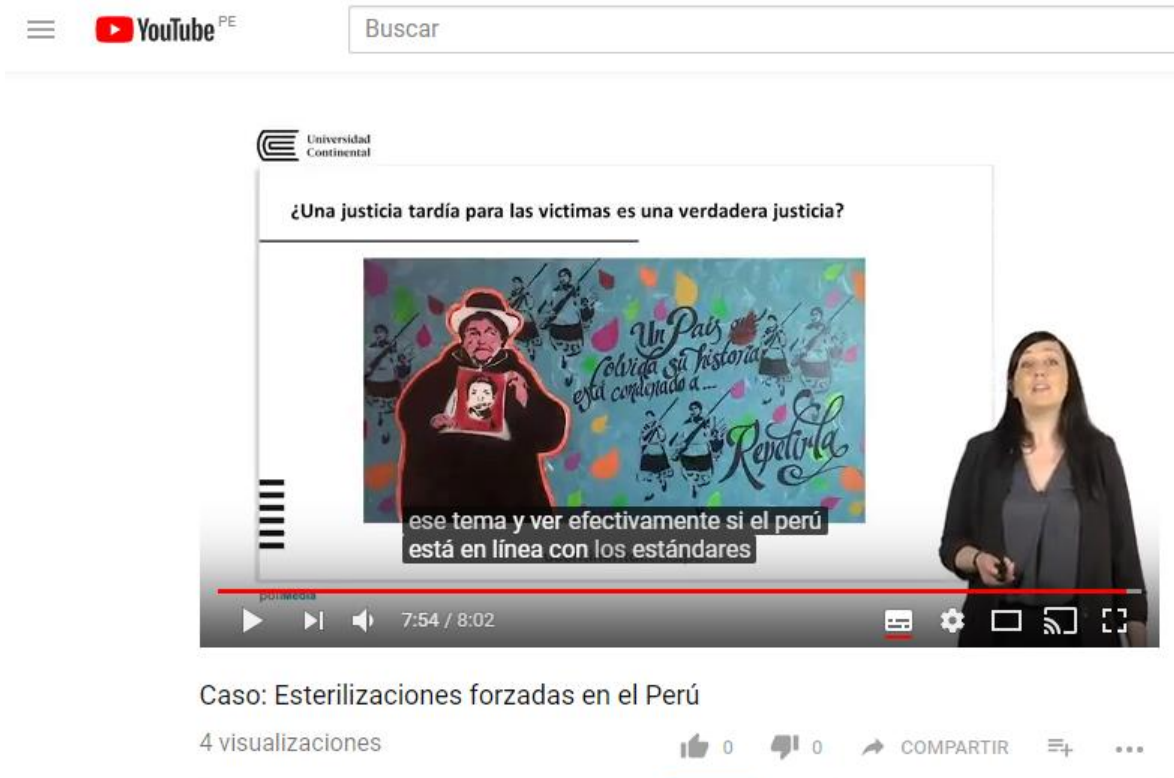 YouTube PE
Buscar
Universidad
Continental
¿Una justicia tardía para las victimas es una verdadera justicia?
Un País que
olvida su historia
está condenado a...
Repetirla
ese tema y ver efectivamente si el perú
está en línea con los estándares
poliMedia
7:54 / 8:02
Caso: Esterilizaciones forzadas en el Perú
4 visualizaciones
0
0
COMPARTIR